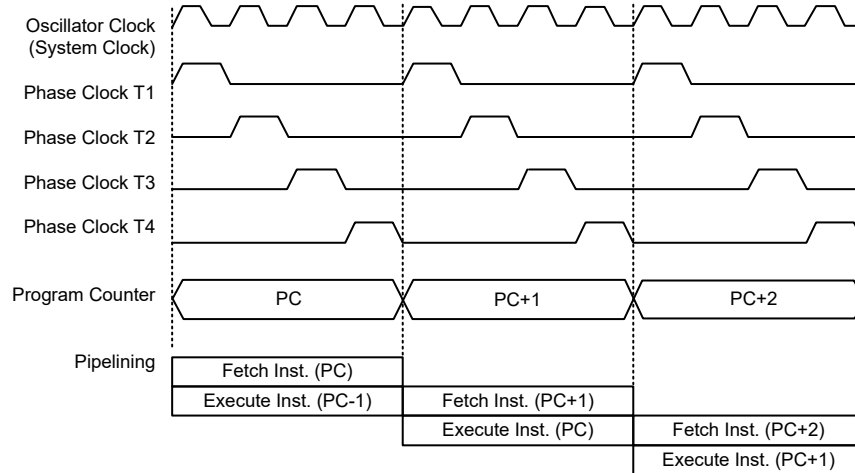 Oscillator Clock
(System Clock)
Phase Clock T1
Phase Clock T2
Phase Clock T3
Phase Clock T4
Program Counter
PC
PC+1
PC+2
Pipelining
Fetch Inst. (PC)
Execute Inst. (PC-1)
Fetch Inst. (PC+1)
Execute Inst. (PC)
Fetch Inst. (PC+2)
Execute Inst. (PC+1)